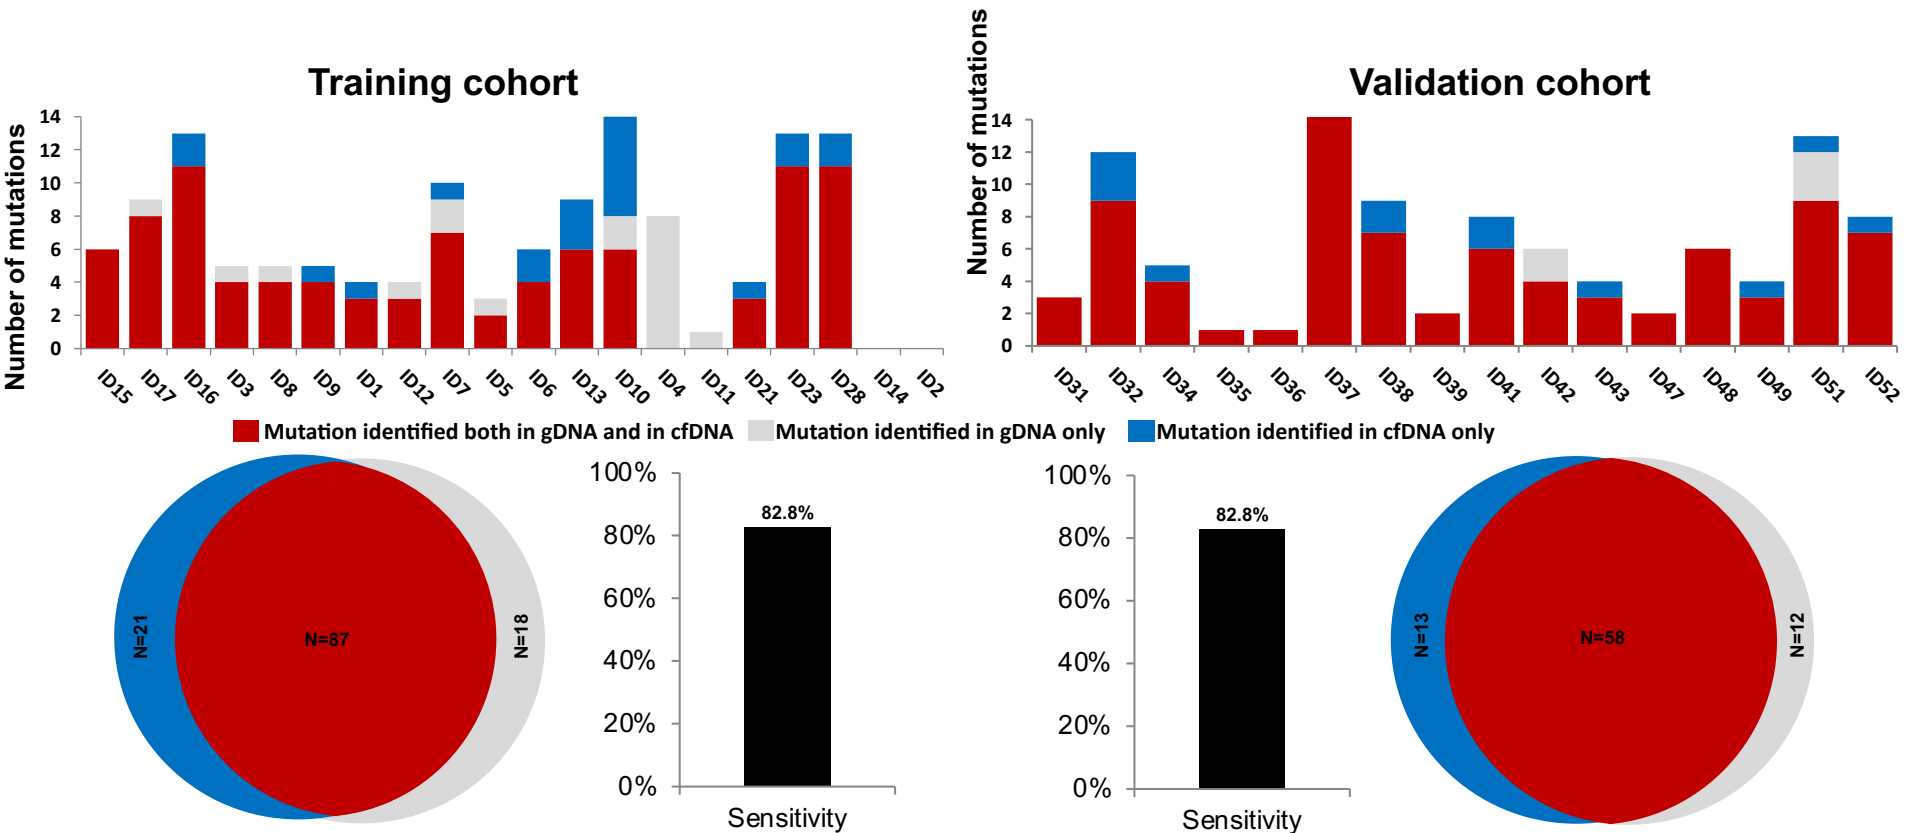 Training cohort
Number of mutations
14
12
10
8
6
4
2
0
ID15
ID17
ID16
ID3
ID8
ID9
ID1
ID12
ID7
ID5
ID6
ID13
ID10
ID4
ID11
ID21
ID23
ID28
ID14
ID2
Validation cohort
Number of mutations
14
12
10
8
6
4
2
0
ID31
ID32
ID34
ID35
ID36
ID37
ID38
ID39
ID41
ID42
ID43
ID47
ID48
ID49
ID51
ID52
Mutation identified both in gDNA and in cfDNA
Mutation identified in gDNA only
Mutation identified in cfDNA only
N=21
N=87
N=18
100%
80%
60%
40%
20%
0%
82.8%
Sensitivity
100%
80%
60%
40%
20%
0%
82.8%
Sensitivity
N=13
N=58
N=12